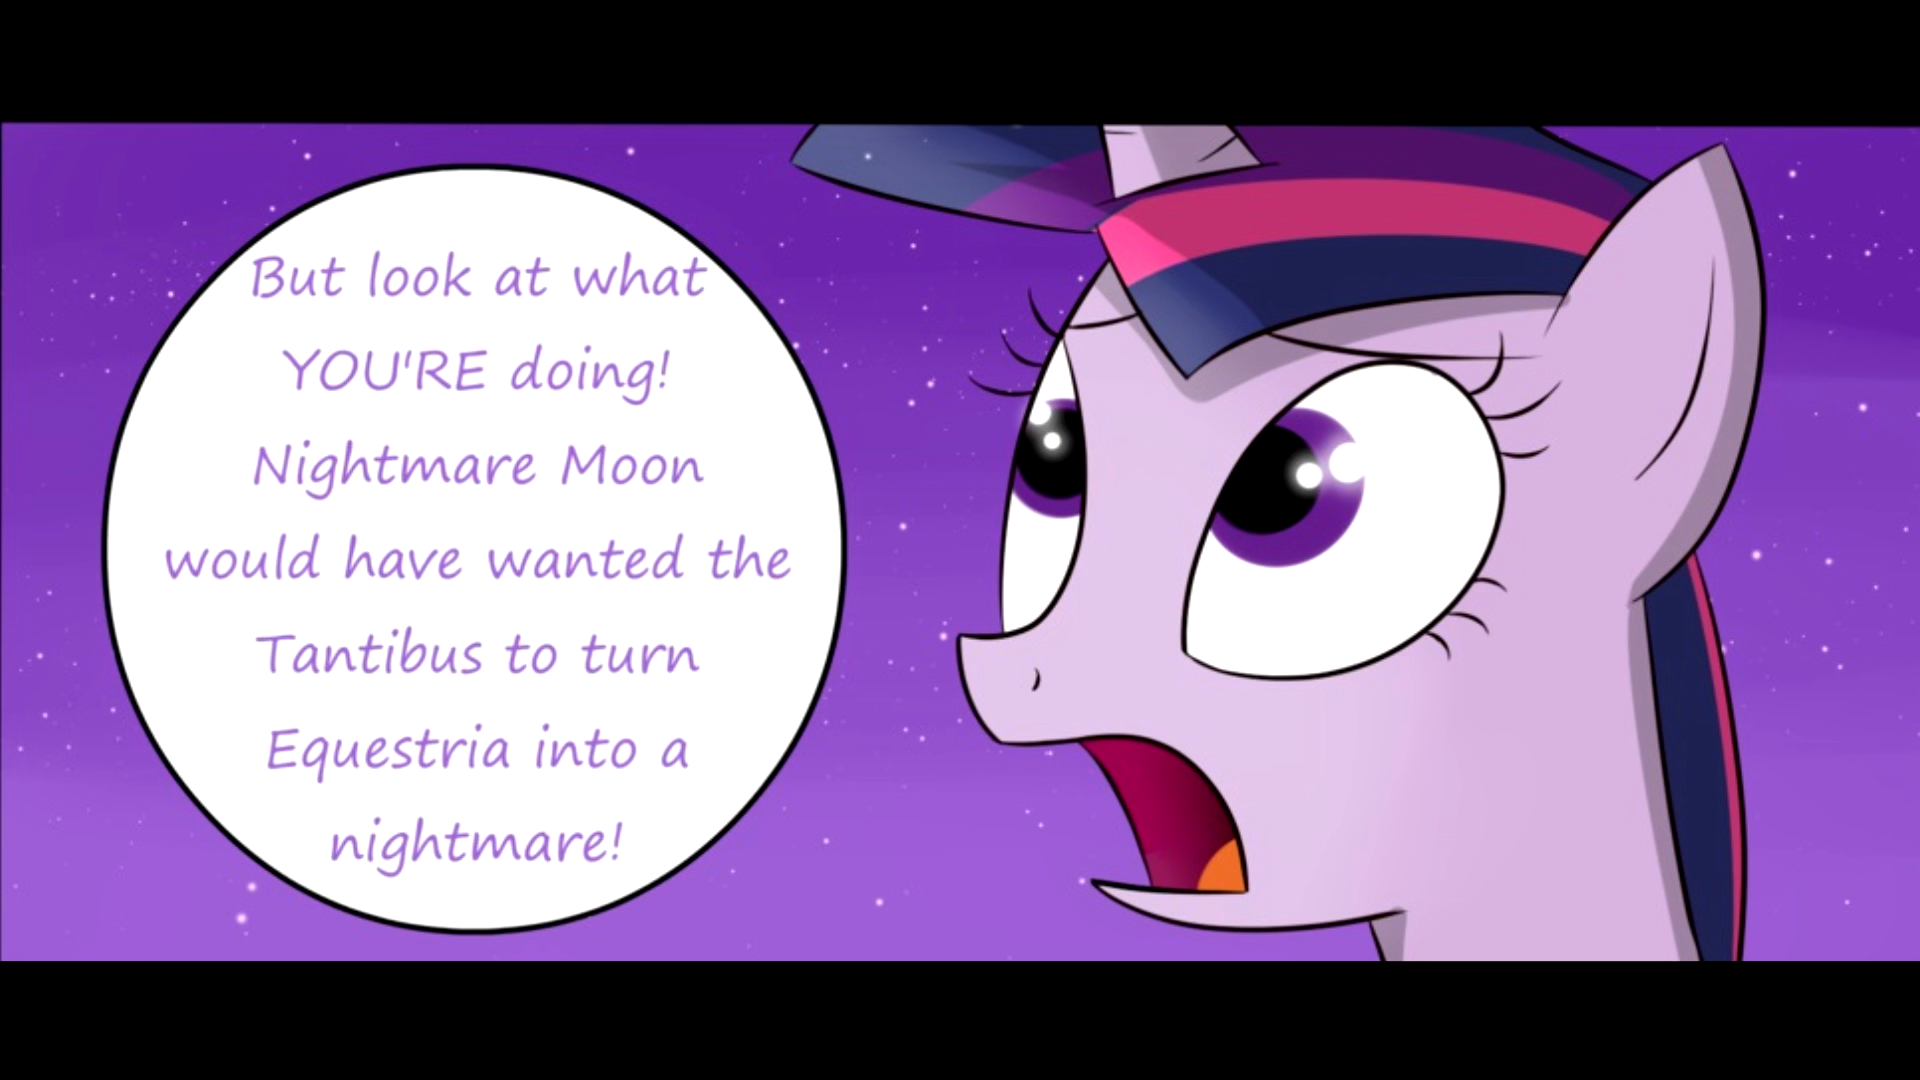 But look at what
YOU'RE doing!
Nightmare Moon
would have wanted the
Tantibus to turn
Equestria into a
nightmare!